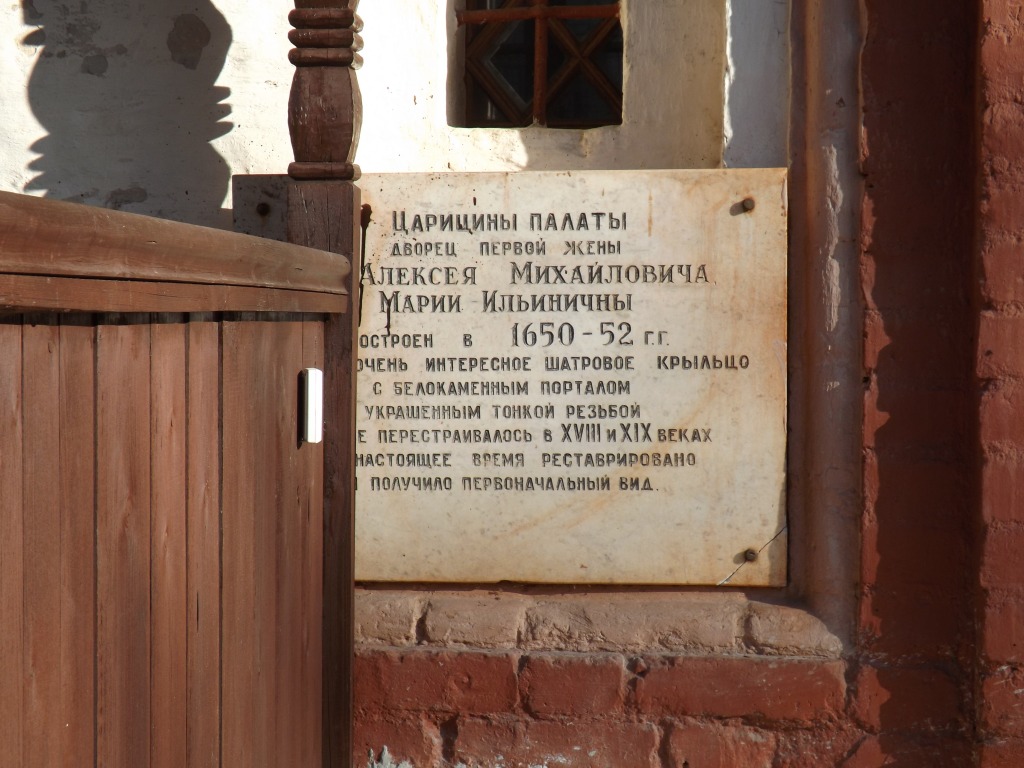 ЦАРИЦИНЫ ПАЛАТЫ
ДВОРЕЦ ПЕРВОЙ ЖЕНЫ
АЛЕКСЕЯ МИХАЙЛОВИЧА
МАРИИ ИЛЬИНИЧНЫ
ОСТРОЕН В 1650-52 Г.Г.
ОЧЕНЬ ИНТЕРЕСНОЕ ШАТРОВОЕ КРЫЛЬЦО
С БЕЛОКАМЕННЫМ ПОРТАЛОМ
УКРАШЕННЫМ ТОНКОЙ РЕЗЬБОЙ
Е ПЕРЕСТРАИВАЛОСЬ В XVIII И XIX ВЕКАХ
НАСТОЯЩЕЕ ВРЕМЯ РЕСТАВРИРОВАНО
ПОЛУЧИЛО ПЕРВОНАЧАЛЬНЫЙ ВИД.